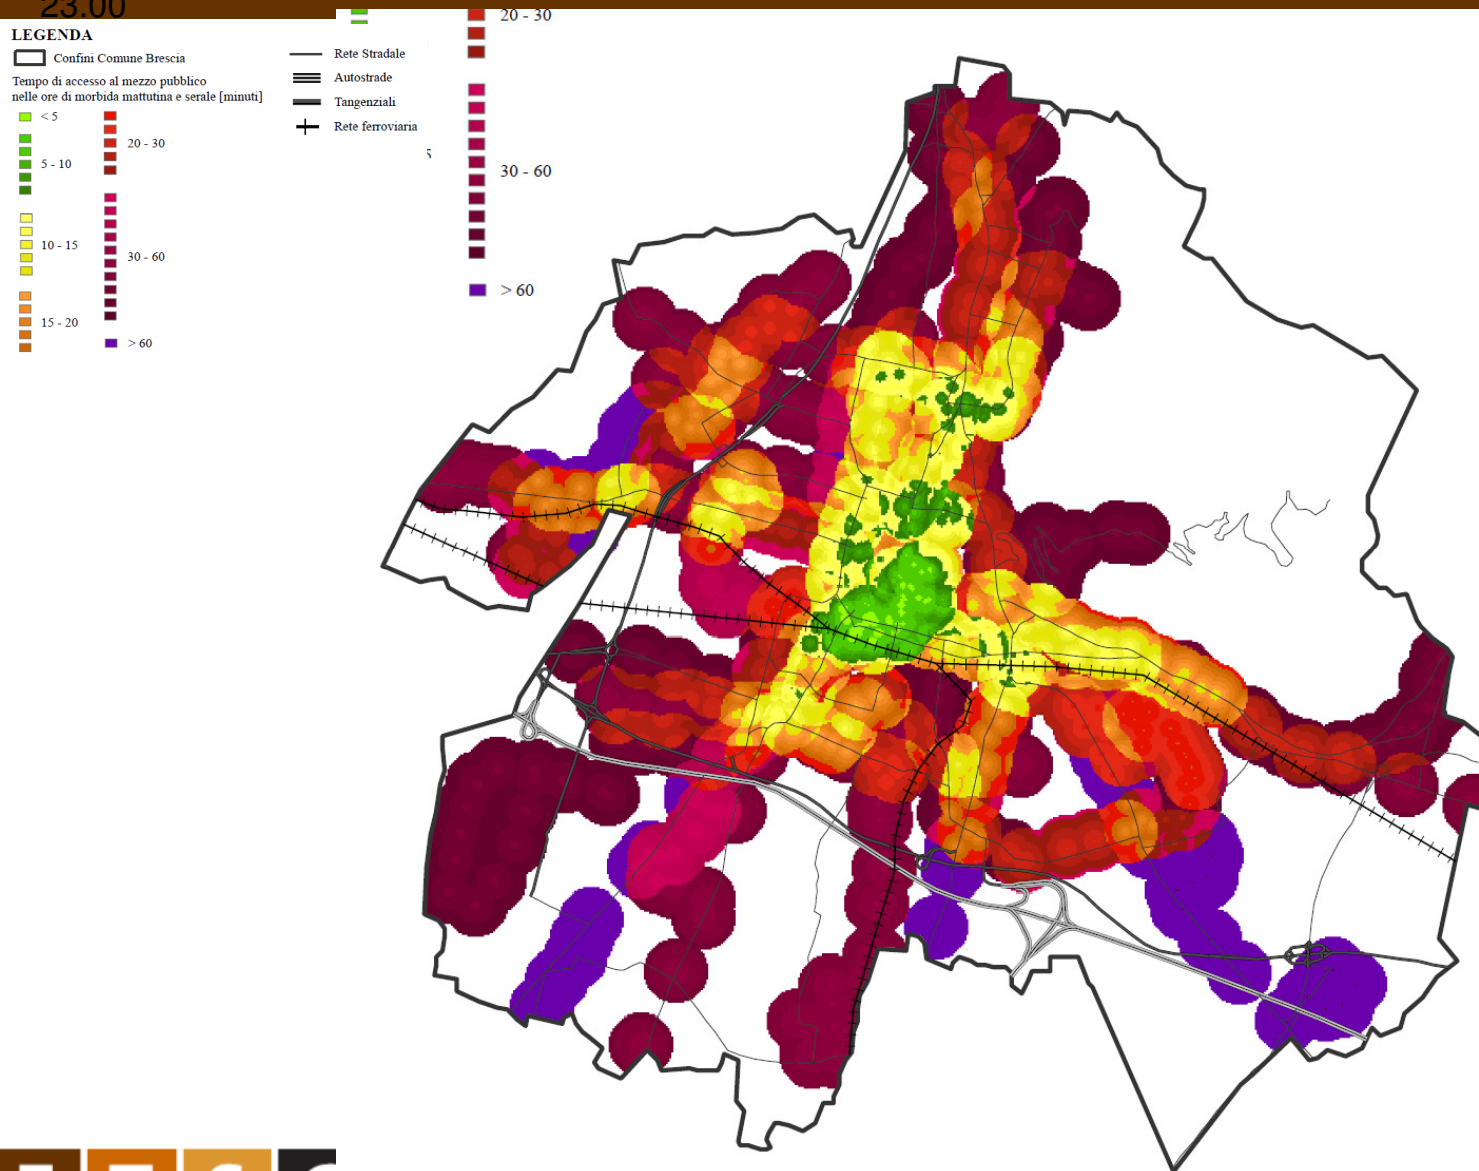 23.00
LEGENDA
Confini Comune Brescia
Tempo di accesso al mezzo pubblico
nelle ore di morbida mattutina e serale [minuti]
< 5
5 - 10
10 - 15
15 - 20
20 - 30
30 - 60
> 60
Rete Stradale
Autostrade
Tangenziali
Rete ferroviaria
5
20 - 30
30 - 60
> 60